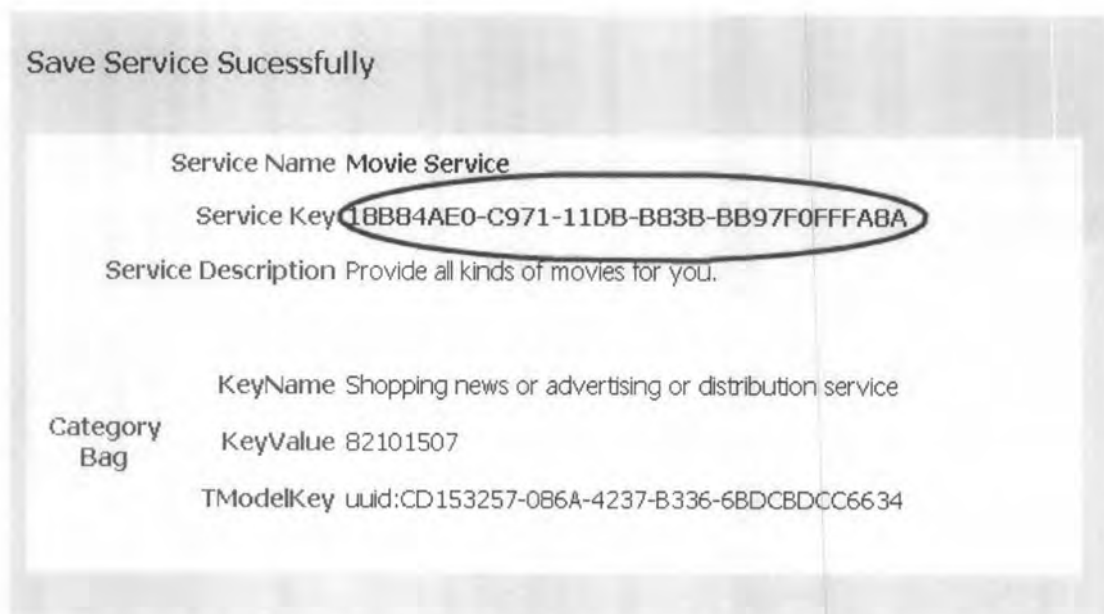 Save Service Sucessfully
Service Name Movie Service
Service Key 18B84AE0-C971-11DB-B83B-BB97F0FFFA8A
Service Description Provide all kinds of movies for you.
KeyName Shopping news or advertising or distribution service
Category Bag
KeyValue 82101507
TModelKey uuid:CD153257-086A-4237-B336-6BDCBDCC6634